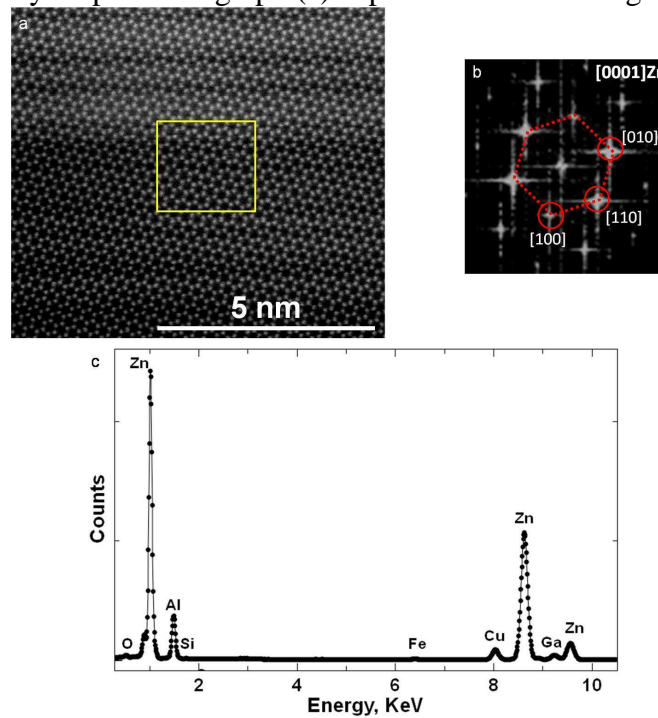 a
b
[0001]Z
[010]
[110]
[100]
5 nm
c
Zn
Zn
Al
O
Si
Fe
Cu
Ga
Zn
Counts
2
4
6
8
10
Energy, KeV